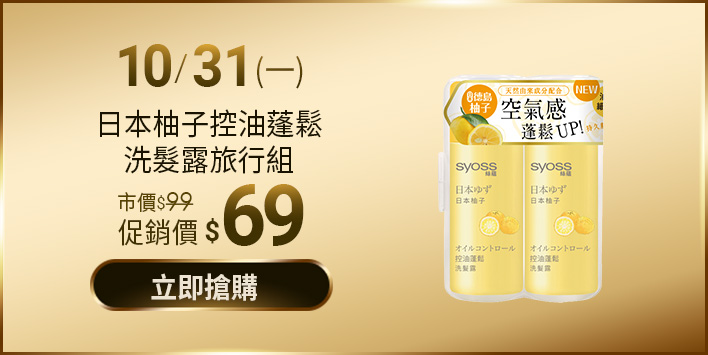 10/31(一)
日本柚子控油蓬鬆
洗髮露旅行組
市價$99
促銷價$69
立即搶購
天然由來成分配合
NEW
德島
柚子
空氣感
蓬鬆UP!
持久
syoss
絲蘊
日本ゆず
日本柚子
オイルコントロール
控油蓬鬆
洗髮露
syoss
絲蘊
日本ゆず
日本柚子
オイルコントロール
控油蓬鬆
洗髮露